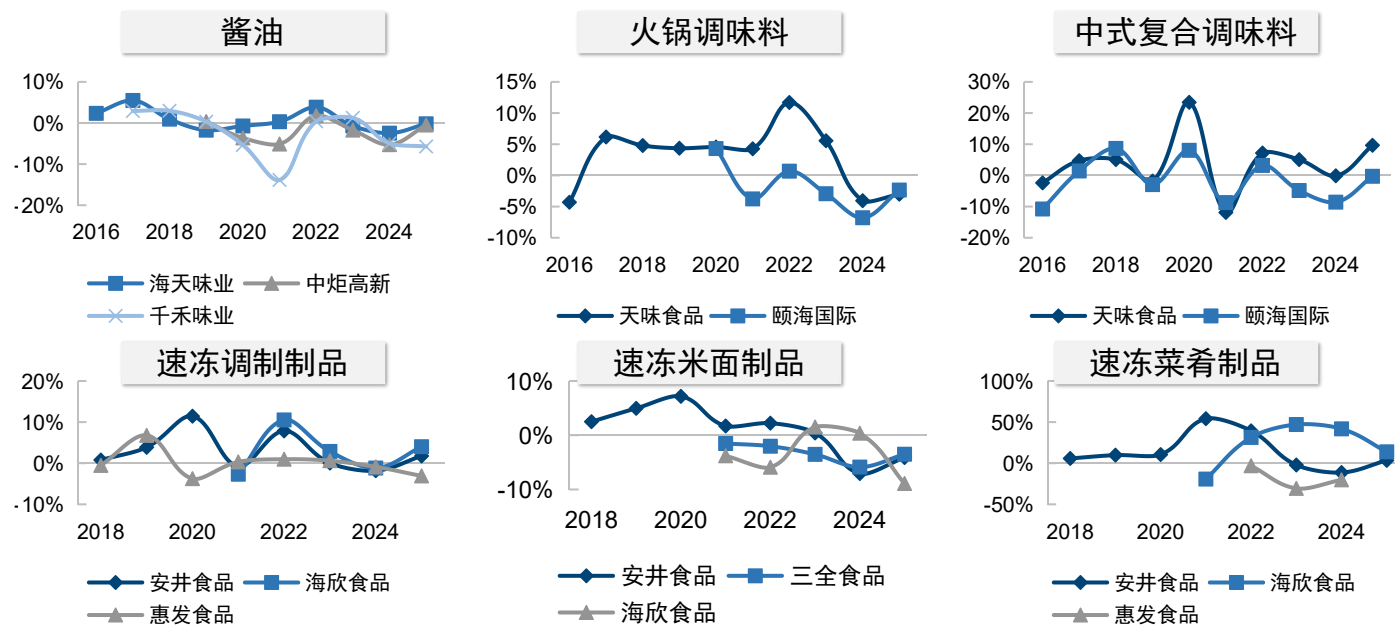 酱油
10%
0%
-10%
-20%
2016 2018 2020 2022 2024
海天味业 中炬高新
千禾味业
火锅调味料
15%
10%
5%
0%
-5%
-10%
2016 2018 2020 2022 2024
天味食品 颐海国际
中式复合调味料
30%
20%
10%
0%
-10%
-20%
2016 2018 2020 2022 2024
天味食品 颐海国际
速冻调制制品
20%
10%
0%
-10%
2018 2020 2022 2024
安井食品 海欣食品
惠发食品
速冻米面制品
10%
0%
-10%
2018 2020 2022 2024
安井食品 三全食品
海欣食品
速冻菜肴制品
100%
50%
0%
-50%
2018 2020 2022 2024
安井食品 海欣食品
惠发食品